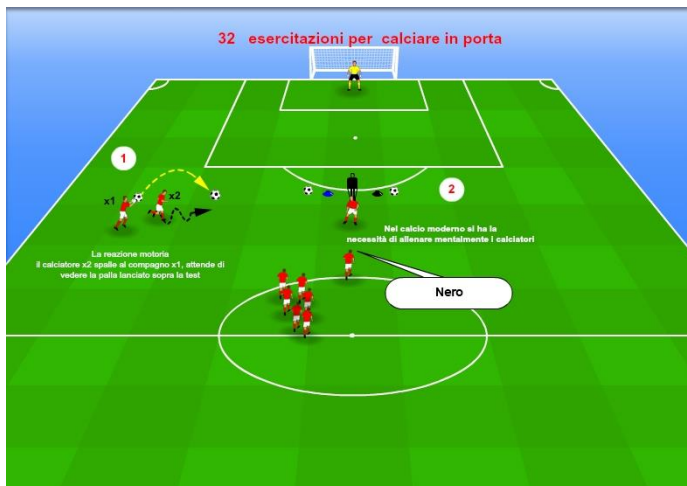 32 esercitazioni per calciare in porta
1
x1
x2
2
Nel calcio moderno si ha la
necessità di allenare mentalmente i calciatori
La reazione motoria
il calciatore x2 spalle al compagno x1, attende di
vedere la palla lanciato sopra la test
Nero